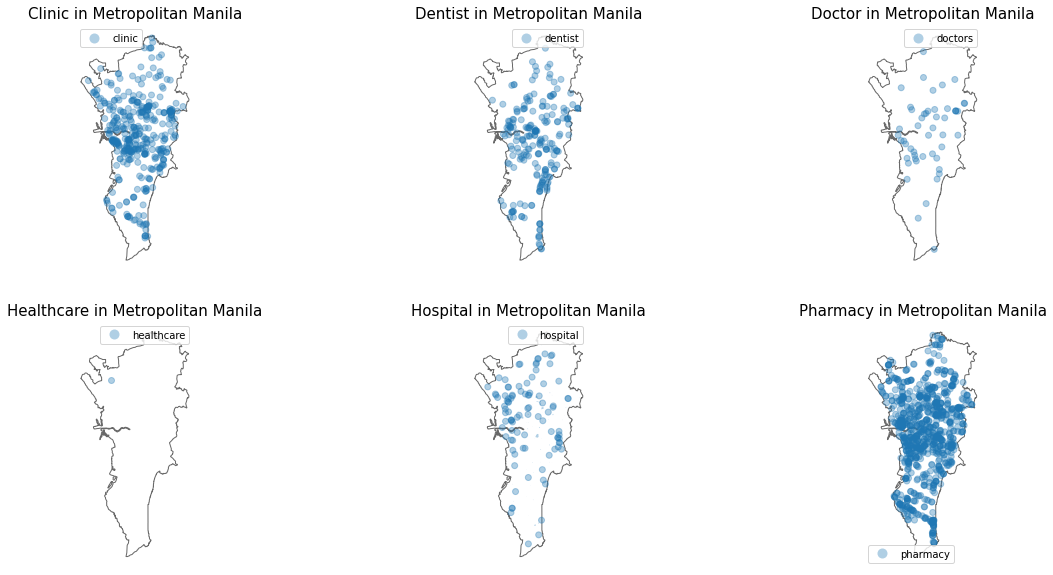 Clinic in Metropolitan Manila
clinic
Dentist in Metropolitan Manila
dentist
Doctor in Metropolitan Manila
doctors
Healthcare in Metropolitan Manila
healthcare
Hospital in Metropolitan Manila
hospital
Pharmacy in Metropolitan Manila
pharmacy